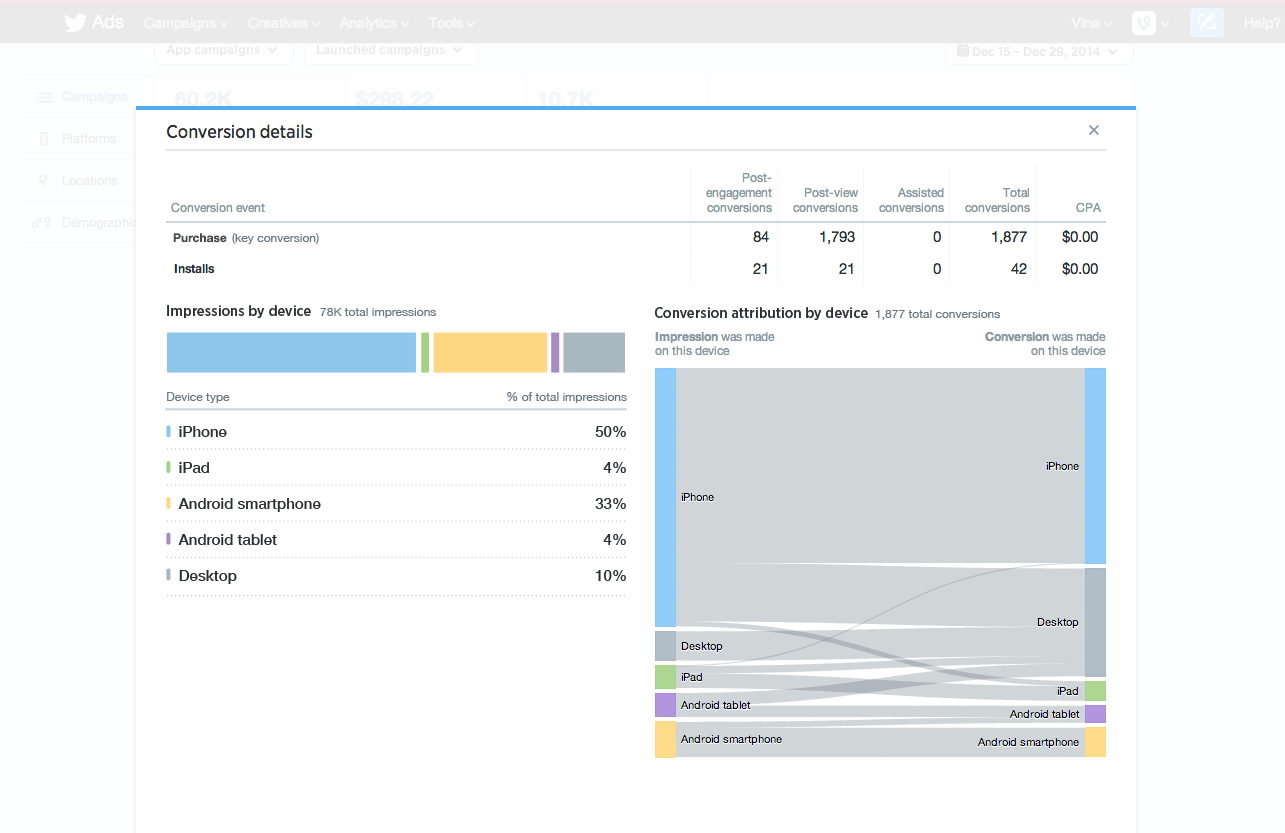 Ads Campaigns Creatives Analytics Tools Vine Help?
App campaigns Launched campaigns Dec 15 – Dec 29, 2014
Campaigns 60.2K $298.22 10.7K
Platforms
Locations
Conversion details
Conversion event Post-engagement conversions Post-view conversions Assisted conversions Total conversions CPA
Purchase (key conversion) 84 1,793 0 1,877 $0.00
Installs 21 21 0 42 $0.00
Impressions by device 78K total impressions
Device type % of total impressions
iPhone 50%
iPad 4%
Android smartphone 33%
Android tablet 4%
Desktop 10%
Conversion attribution by device 1,877 total conversions
Impression was made
on this device
Conversion was made
on this device
iPhone
Desktop
iPad
Android tablet
Android smartphone
iPhone
Desktop
iPad
Android tablet
Android smartphone